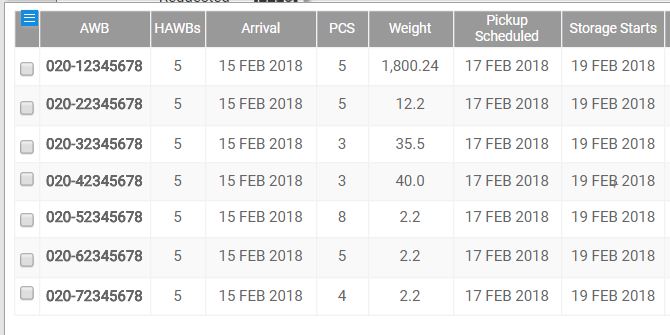 AWB HAWBs Arrival PCS Weight Pickup Scheduled Storage Starts
020-12345678 5 15 FEB 2018 5 1,800.24 17 FEB 2018 19 FEB 2018
020-22345678 5 15 FEB 2018 5 12.2 17 FEB 2018 19 FEB 2018
020-32345678 5 15 FEB 2018 3 35.5 17 FEB 2018 19 FEB 2018
020-42345678 5 15 FEB 2018 3 40.0 17 FEB 2018 19 FEB 2018
020-52345678 5 15 FEB 2018 8 2.2 17 FEB 2018 19 FEB 2018
020-62345678 5 15 FEB 2018 5 2.2 17 FEB 2018 19 FEB 2018
020-72345678 5 15 FEB 2018 4 2.2 17 FEB 2018 19 FEB 2018